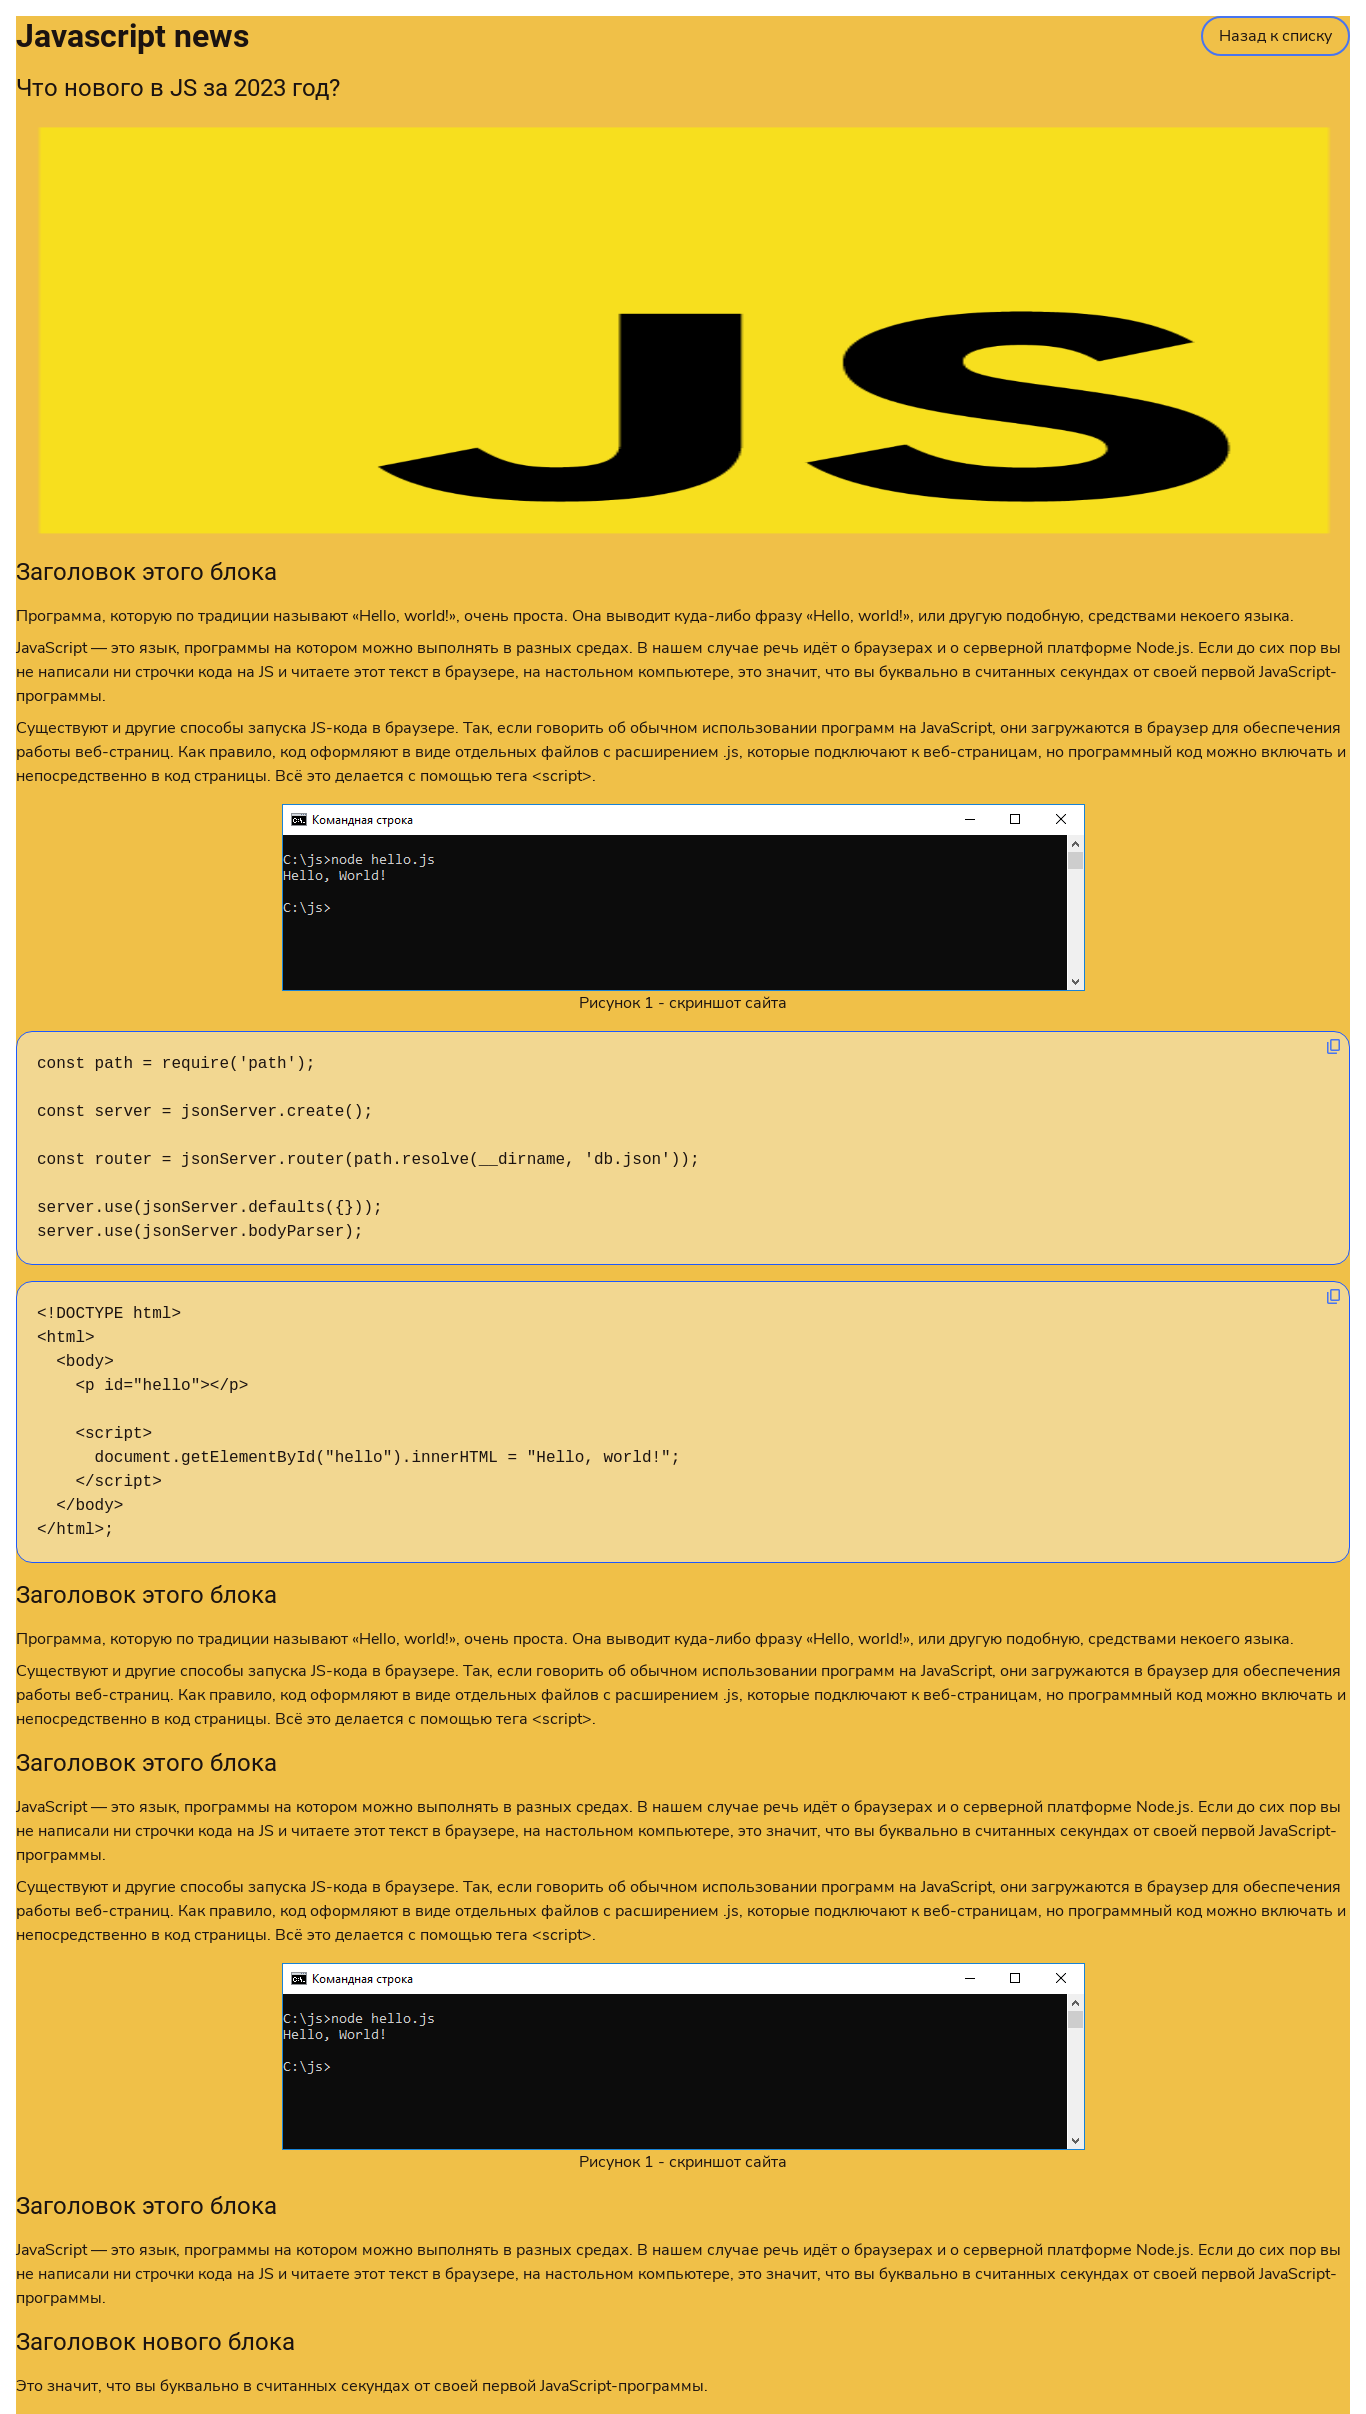 Javascript news
Назад к списку
Что нового в JS за 2023 год?
JS
Заголовок этого блока
Программа, которую по традиции называют «Hello, world!», очень проста. Она выводит куда-либо фразу «Hello, world!», или другую подобную, средствами некоего языка.
JavaScript — это язык, программы на котором можно выполнять в разных средах. В нашем случае речь идёт о браузерах и о серверной платформе Node.js. Если до сих пор вы
не написали ни строчки кода на JS и читаете этот текст в браузере, на настольном компьютере, это значит, что вы буквально в считанных секундах от своей первой JavaScript-
программы.
Существуют и другие способы запуска JS-кода в браузере. Так, если говорить об обычном использовании программ на JavaScript, они загружаются в браузер для обеспечения
работы веб-страниц. Как правило, код оформляют в виде отдельных файлов с расширением .js, которые подключают к веб-страницам, но программный код можно включать и
непосредственно в код страницы. Всё это делается с помощью тега <script>.
Командная строка
C:\js>node hello.js
Hello, World!
C:\js>
Рисунок 1 - скриншот сайта
const path = require('path');
const server = jsonServer.create();
const router = jsonServer.router(path.resolve(__dirname, 'db.json'));
server.use(jsonServer.defaults({}));
server.use(jsonServer.bodyParser);
<!DOCTYPE html>
<html>
  <body>
    <p id="hello"></p>
    <script>
      document.getElementById("hello").innerHTML = "Hello, world!";
    </script>
  </body>
</html>;
Заголовок этого блока
Программа, которую по традиции называют «Hello, world!», очень проста. Она выводит куда-либо фразу «Hello, world!», или другую подобную, средствами некоего языка.
Существуют и другие способы запуска JS-кода в браузере. Так, если говорить об обычном использовании программ на JavaScript, они загружаются в браузер для обеспечения
работы веб-страниц. Как правило, код оформляют в виде отдельных файлов с расширением .js, которые подключают к веб-страницам, но программный код можно включать и
непосредственно в код страницы. Всё это делается с помощью тега <script>.
Заголовок этого блока
JavaScript — это язык, программы на котором можно выполнять в разных средах. В нашем случае речь идёт о браузерах и о серверной платформе Node.js. Если до сих пор вы
не написали ни строчки кода на JS и читаете этот текст в браузере, на настольном компьютере, это значит, что вы буквально в считанных секундах от своей первой JavaScript-
программы.
Существуют и другие способы запуска JS-кода в браузере. Так, если говорить об обычном использовании программ на JavaScript, они загружаются в браузер для обеспечения
работы веб-страниц. Как правило, код оформляют в виде отдельных файлов с расширением .js, которые подключают к веб-страницам, но программный код можно включать и
непосредственно в код страницы. Всё это делается с помощью тега <script>.
Командная строка
C:\js>node hello.js
Hello, World!
C:\js>
Рисунок 1 - скриншот сайта
Заголовок этого блока
JavaScript — это язык, программы на котором можно выполнять в разных средах. В нашем случае речь идёт о браузерах и о серверной платформе Node.js. Если до сих пор вы
не написали ни строчки кода на JS и читаете этот текст в браузере, на настольном компьютере, это значит, что вы буквально в считанных секундах от своей первой JavaScript-
программы.
Заголовок нового блока
Это значит, что вы буквально в считанных секундах от своей первой JavaScript-программы.